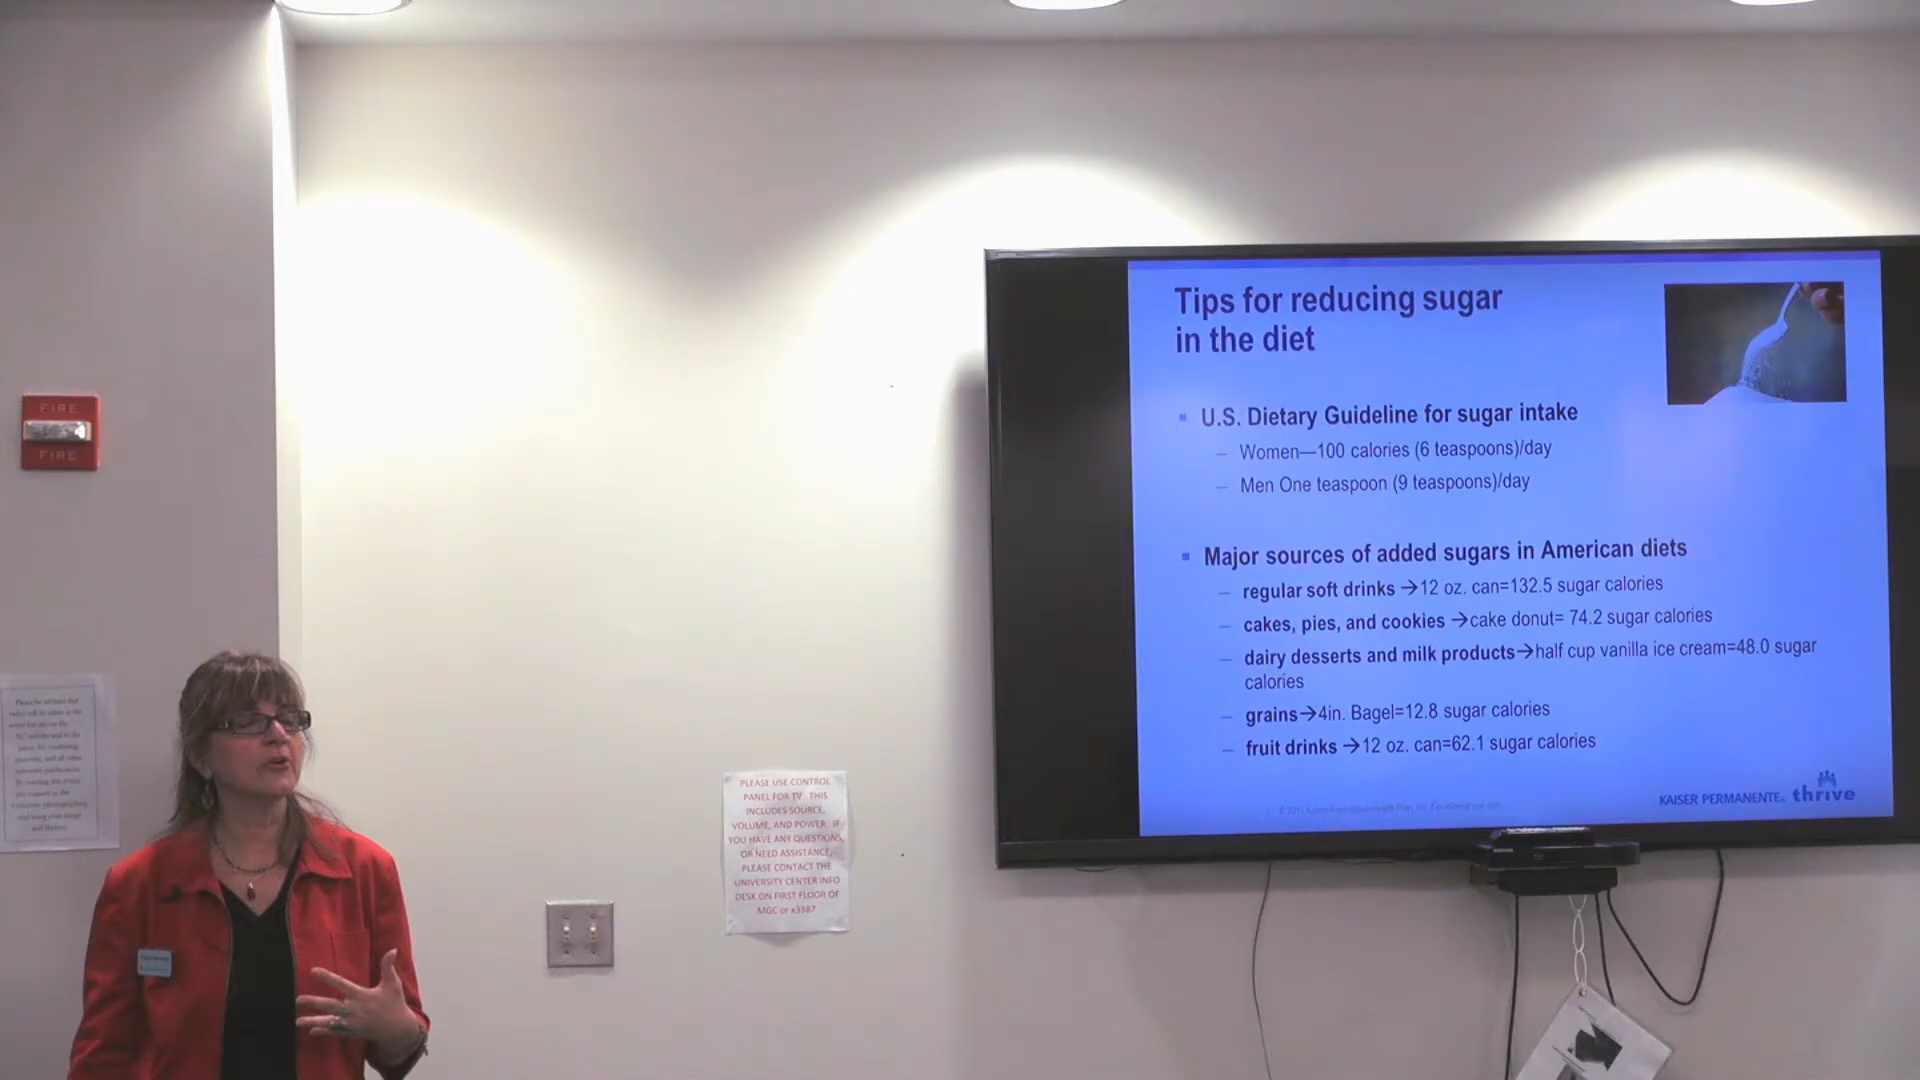 FIRE
FIRE
Tips for reducing sugar
in the diet
U.S. Dietary Guideline for sugar intake
– Women—100 calories (6 teaspoons)/day
– Men One teaspoon (9 teaspoons)/day
Major sources of added sugars in American diets
– regular soft drinks →12 oz. can=132.5 sugar calories
– cakes, pies, and cookies →cake donut= 74.2 sugar calories
– dairy desserts and milk products→half cup vanilla ice cream=48.0 sugar
calories
– grains→4in. Bagel=12.8 sugar calories
– fruit drinks →12 oz. can=62.1 sugar calories
KAISER PERMANENTE® thrive
PLEASE USE CONTROL
PANEL FOR TV THIS
INCLUDES SOURCE,
VOLUME, AND POWER. IF
YOU HAVE ANY QUESTIONS,
OR NEED ASSISTANCE,
PLEASE CONTACT THE
UNIVERSITY CENTER INFO
DESK ON FIRST FLOOR OF
MGC or x3387